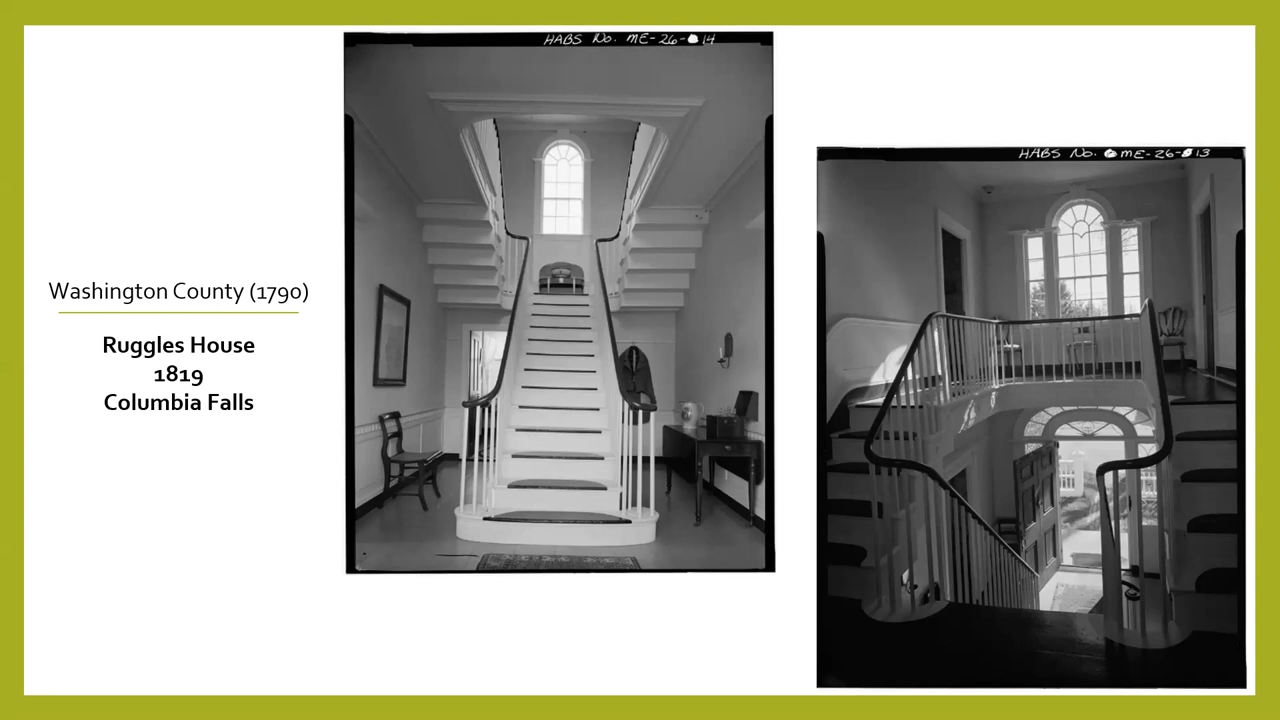 Washington County (1790)
Ruggles House
1819
Columbia Falls
HABS No. ME-26-14
HABS No. ME-26-13